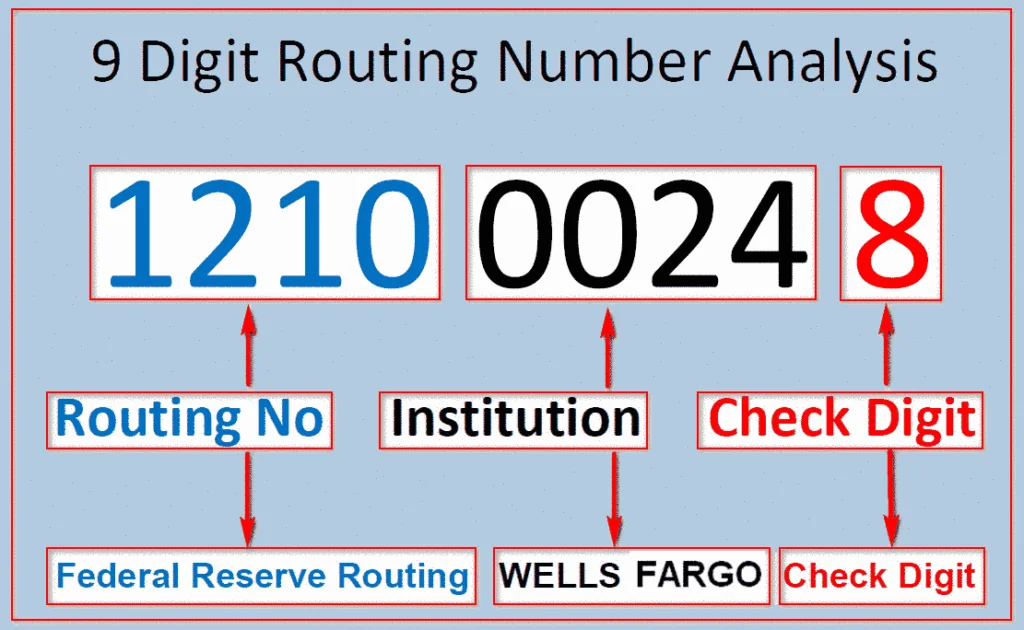 9 Digit Routing Number Analysis
1210 0024 8
Routing No Institution Check Digit
Federal Reserve Routing WELLS FARGO Check Digit